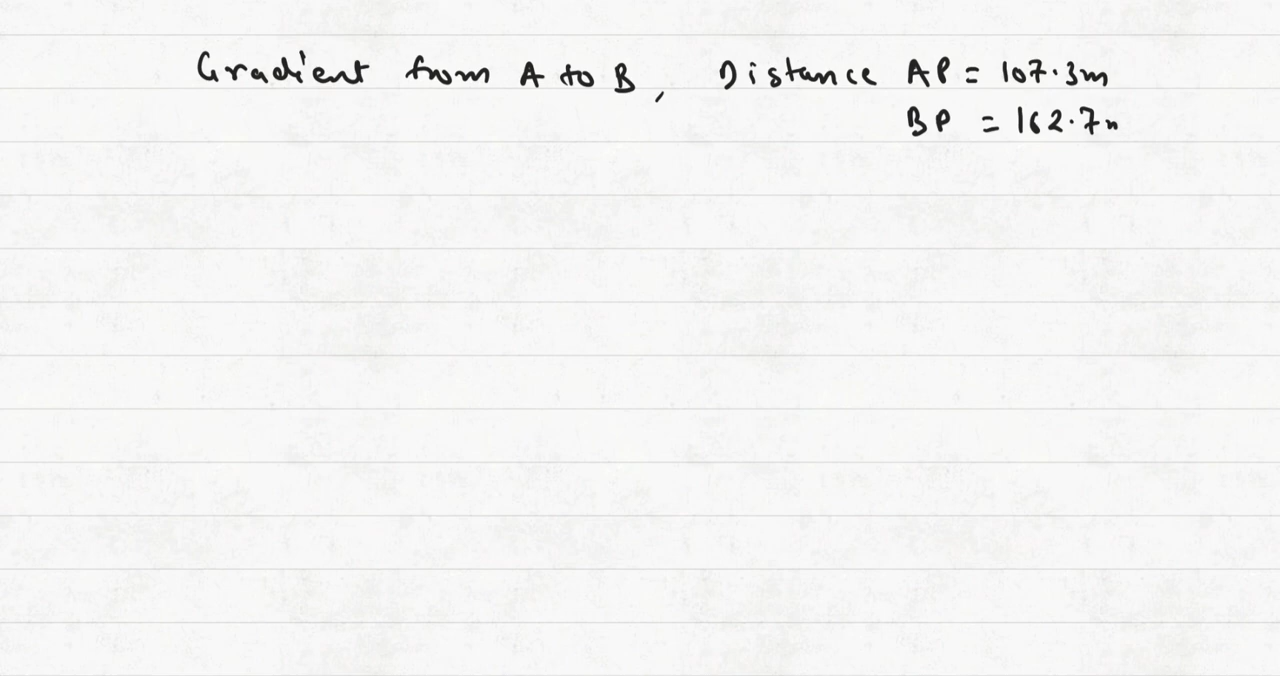 Gradient from A to B, Distance AP = 107.3m
BP = 162.7m